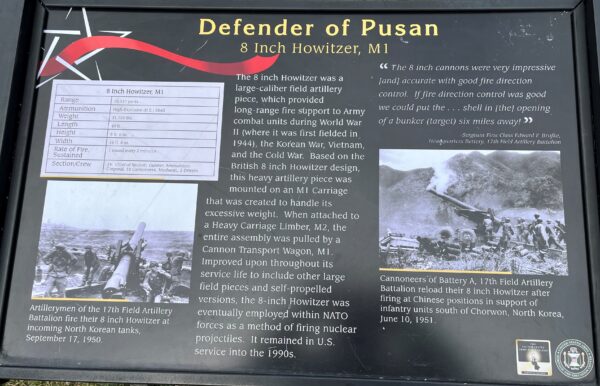 Defender of Pusan
8 Inch Howitzer, M1
8 Inch Howitzer, M1
Range
Ammunition
Weight
Length
Height
Width
Rate of Fire,
Sustained
Section/Crew
The 8 inch Howitzer was a
large-caliber field artillery
piece, which provided
long-range fire support to Army
combat units during World War
II (where it was first fielded in
1944), the Korean War, Vietnam,
and the Cold War. Based on the
British 8 inch Howitzer design,
this heavy artillery piece was
mounted on an M1 Carriage
that was created to handle its
excessive weight. When attached to
a Heavy Carriage Limber, M2, the
entire assembly was pulled by a
Cannon Transport Wagon, M1.
Improved upon throughout its
service life to include other large
field pieces and self-propelled
versions, the 8-inch Howitzer was
eventually employed within NATO
forces as a method of firing nuclear
projectiles. It remained in U.S.
service into the 1990s.
“ The 8 inch cannons were very impressive
[and] accurate with good fire direction
control. If fire direction control was good
we could put the . . . shell in [the] opening
of a bunker (target) six miles away! ”
Sergeant First Class Edward F.
Headquarters Battery, 17th Field Artillery Battalion
Artillerymen of the 17th Field Artillery
Battalion fire their 8 inch Howitzer at
incoming North Korean tanks,
September 17, 1950.
Cannoneers of Battery A, 17th Field Artillery
Battalion reload their 8 inch Howitzer after
firing at Chinese positions in support of
infantry units south of Chorwon, North Korea,
June 10, 1951.